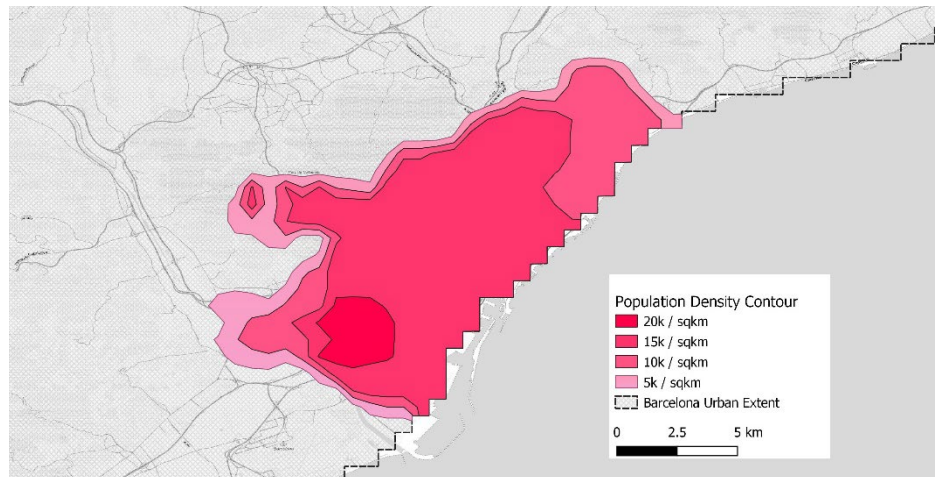 Population Density Contour
20k / sqkm
15k / sqkm
10k / sqkm
5k / sqkm
Barcelona Urban Extent
0 2.5 5 km